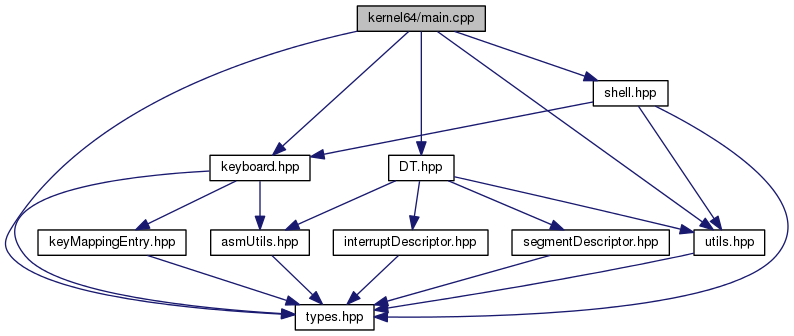 kernel64/main.cpp
shell.hpp
keyboard.hpp
DT.hpp
keyMappingEntry.hpp
asmUtils.hpp
interruptDescriptor.hpp
segmentDescriptor.hpp
utils.hpp
types.hpp